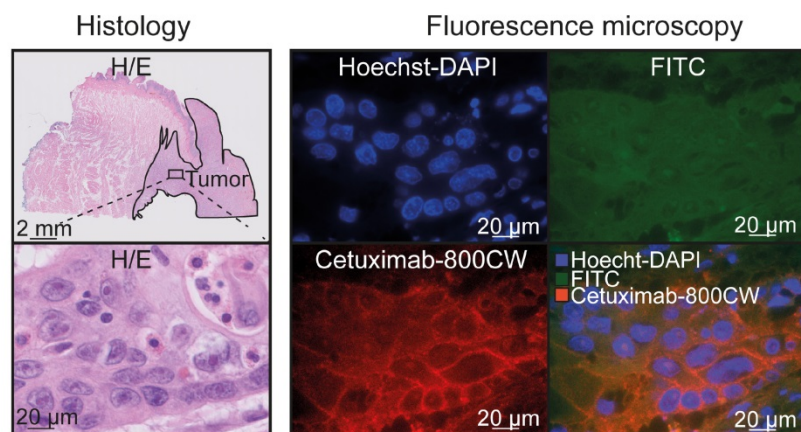 Histology
Fluorescence microscopy
H/E
Tumor
2 mm
H/E
20 µm
Hoechst-DAPI
20 µm
FITC
20 µm
Cetuximab-800CW
20 µm
Hoecht-DAPI
FITC
Cetuximab-800CW
20 µm